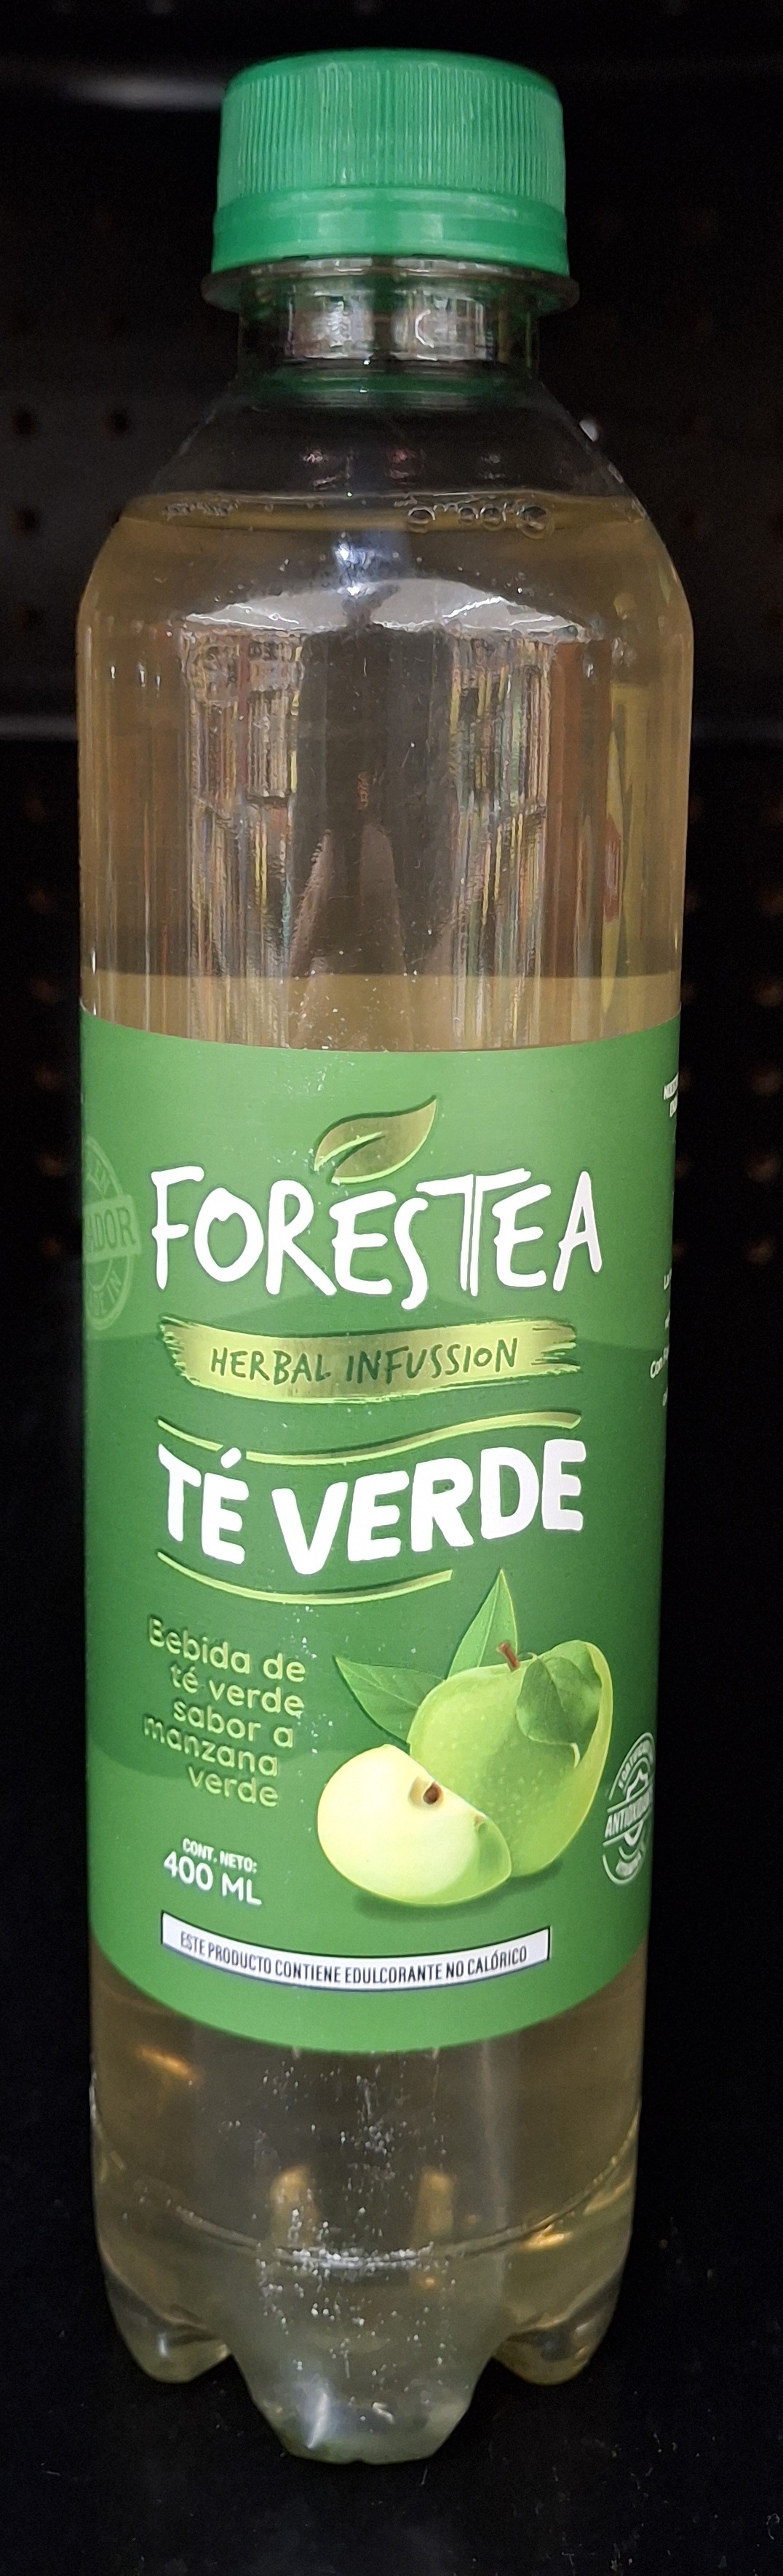 FORESTEA
HERBAL INFUSSION
TÉ VERDE
Bebida de
té verde
sabor a
manzana
verde
CONT. NETO:
400 ML
ESTE PRODUCTO CONTIENE EDULCORANTE NO CALÓRICO